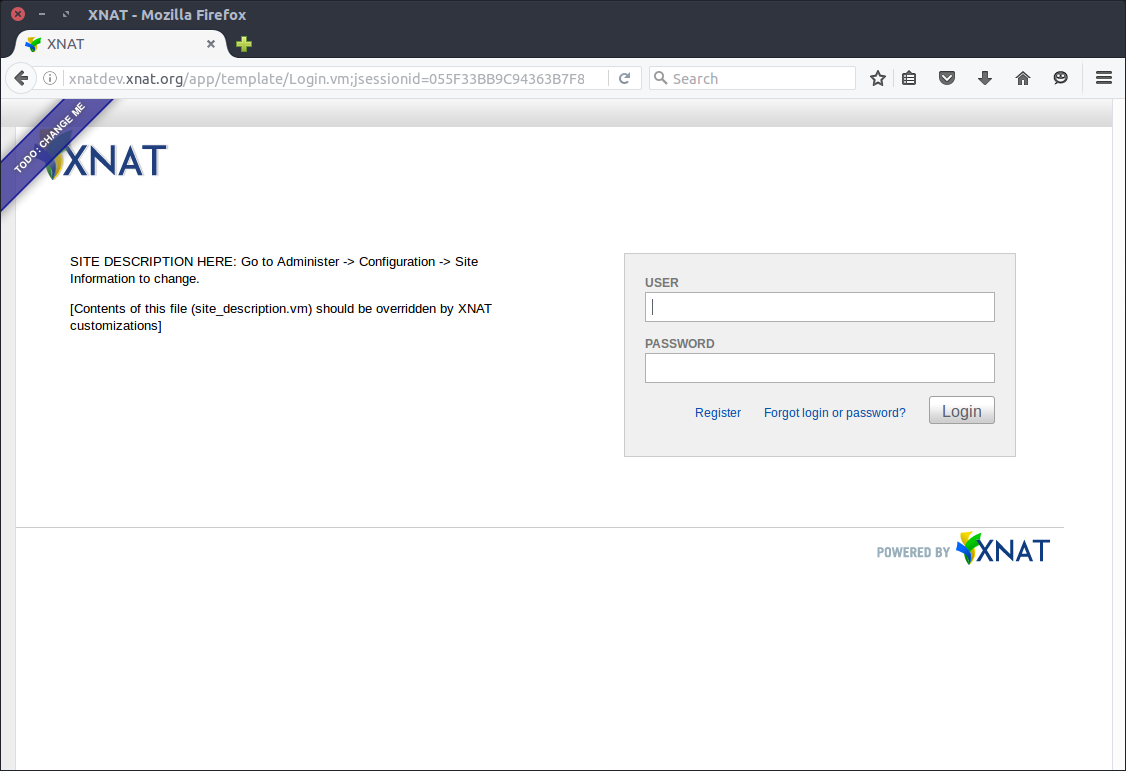 XNAT - Mozilla Firefox
XNAT
xnatdev.xnat.org/app/template/Login.vm;jsessionid=055F33BB9C94363B7F8
Search
TODO: CHANGE ME
XNAT
SITE DESCRIPTION HERE: Go to Administer -> Configuration -> Site
Information to change.
[Contents of this file (site_description.vm) should be overridden by XNAT
customizations]
USER
PASSWORD
Register Forgot login or password? Login
POWERED BY XNAT